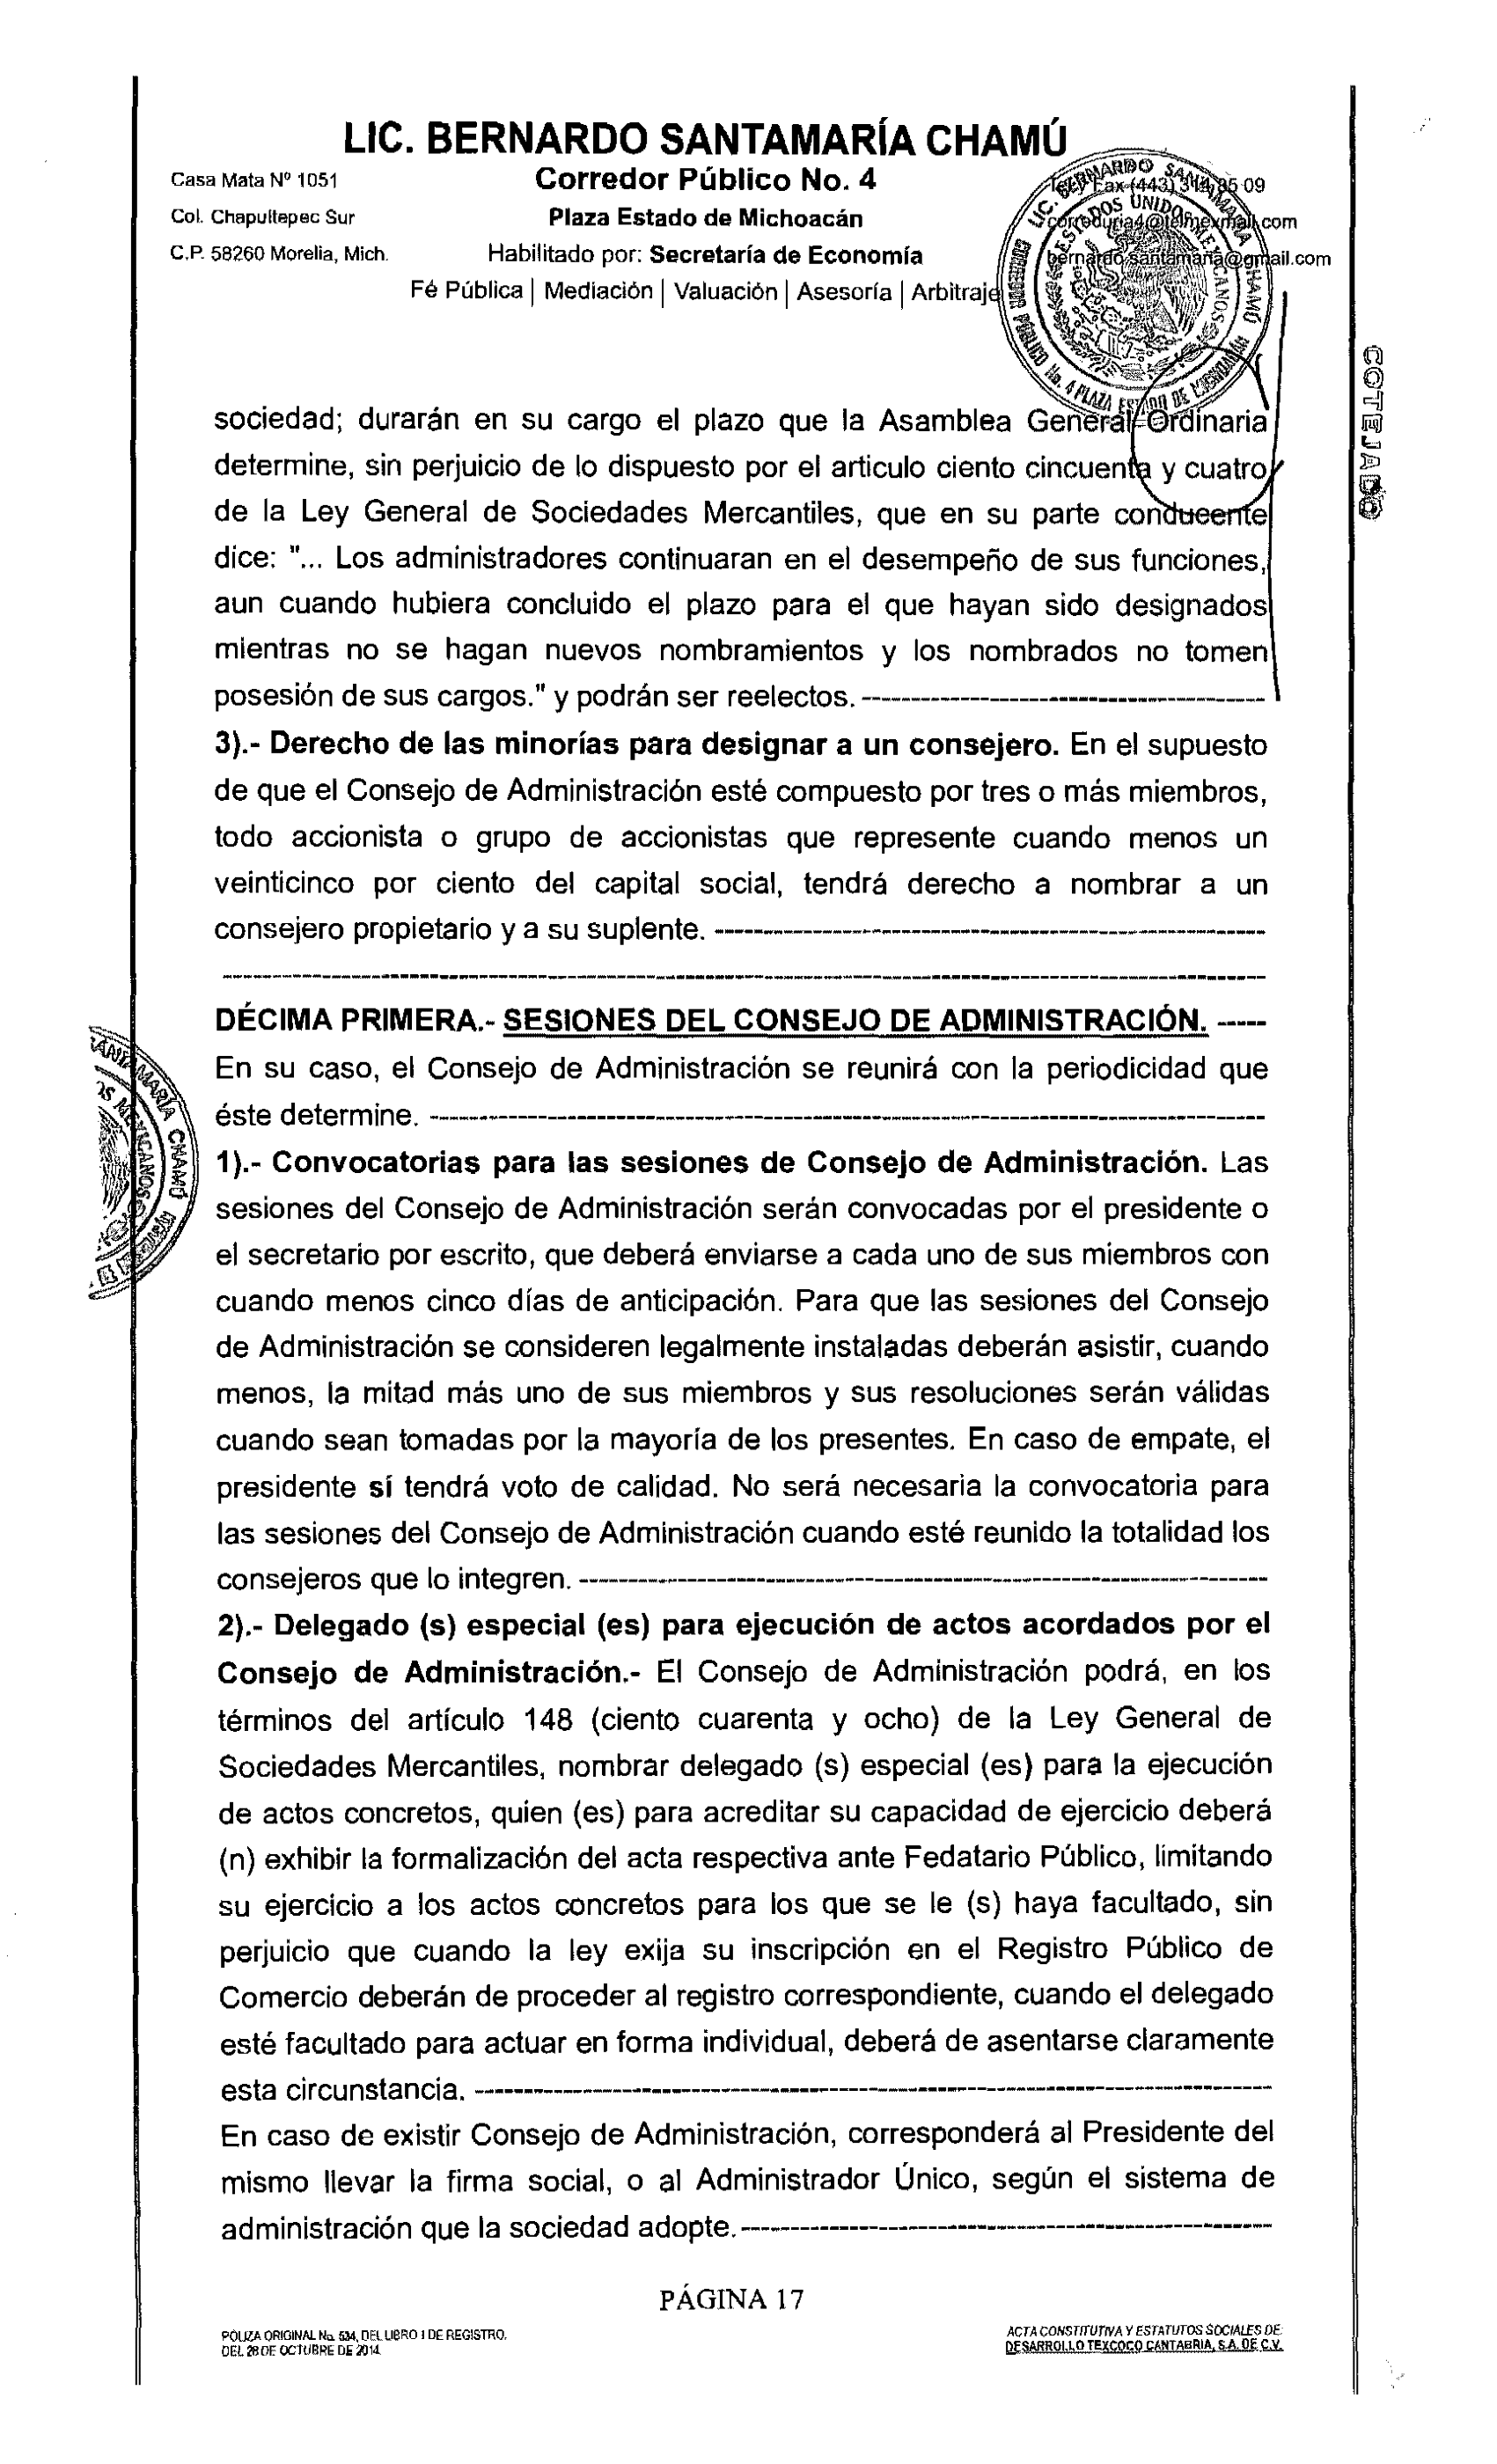 LIC. BERNARDO SANTAMARÍA CHAMÚ
Casa Mata Nº 1051
Corredor Público No. 4
Tel y Fax (443) 314 85 09
Col. Chapultepec Sur
Plaza Estado de Michoacán
correduria4@telmexmail.com
C.P. 58260 Morelia, Mich.
Habilitado por: Secretaría de Economía
bernardo.santamaria@gmail.com
Fé Pública | Mediación | Valuación | Asesoría | Arbitraje
LIC. BERNARDO SANTAMARÍA CHAMÚ
ESTADOS UNIDOS MEXICANOS
CORREDOR PÚBLICO No. 4 PLAZA ESTADO DE MICHOACÁN
COTEJADO
sociedad; durarán en su cargo el plazo que la Asamblea General Ordinaria
determine, sin perjuicio de lo dispuesto por el articulo ciento cincuenta y cuatro
de la Ley General de Sociedades Mercantiles, que en su parte conducente
dice: "... Los administradores continuaran en el desempeño de sus funciones,
aun cuando hubiera concluido el plazo para el que hayan sido designados
mientras no se hagan nuevos nombramientos y los nombrados no tomen
posesión de sus cargos." y podrán ser reelectos. ----------
3).- Derecho de las minorías para designar a un consejero. En el supuesto
de que el Consejo de Administración esté compuesto por tres o más miembros,
todo accionista o grupo de accionistas que represente cuando menos un
veinticinco por ciento del capital social, tendrá derecho a nombrar a un
consejero propietario y a su suplente. ----------
----------
DÉCIMA PRIMERA.- SESIONES DEL CONSEJO DE ADMINISTRACIÓN. -----
En su caso, el Consejo de Administración se reunirá con la periodicidad que
éste determine. ----------
1).- Convocatorias para las sesiones de Consejo de Administración. Las
sesiones del Consejo de Administración serán convocadas por el presidente o
el secretario por escrito, que deberá enviarse a cada uno de sus miembros con
cuando menos cinco días de anticipación. Para que las sesiones del Consejo
de Administración se consideren legalmente instaladas deberán asistir, cuando
menos, la mitad más uno de sus miembros y sus resoluciones serán válidas
cuando sean tomadas por la mayoría de los presentes. En caso de empate, el
presidente sí tendrá voto de calidad. No será necesaria la convocatoria para
las sesiones del Consejo de Administración cuando esté reunido la totalidad los
consejeros que lo integren. ----------
2).- Delegado (s) especial (es) para ejecución de actos acordados por el
Consejo de Administración.- El Consejo de Administración podrá, en los
términos del artículo 148 (ciento cuarenta y ocho) de la Ley General de
Sociedades Mercantiles, nombrar delegado (s) especial (es) para la ejecución
de actos concretos, quien (es) para acreditar su capacidad de ejercicio deberá
(n) exhibir la formalización del acta respectiva ante Fedatario Público, limitando
su ejercicio a los actos concretos para los que se le (s) haya facultado, sin
perjuicio que cuando la ley exija su inscripción en el Registro Público de
Comercio deberán de proceder al registro correspondiente, cuando el delegado
esté facultado para actuar en forma individual, deberá de asentarse claramente
esta circunstancia. ----------
En caso de existir Consejo de Administración, corresponderá al Presidente del
mismo llevar la firma social, o al Administrador Único, según el sistema de
administración que la sociedad adopte. ----------
PÁGINA 17
POLIZA ORIGINAL No. 534, DEL LIBRO I DE REGISTRO,
DEL 28 DE OCTUBRE DE 2014.
ACTA CONSTITUTIVA Y ESTATUTOS SOCIALES DE:
DESARROLLO TEXCOCO CANTABRIA, S.A. DE C.V.